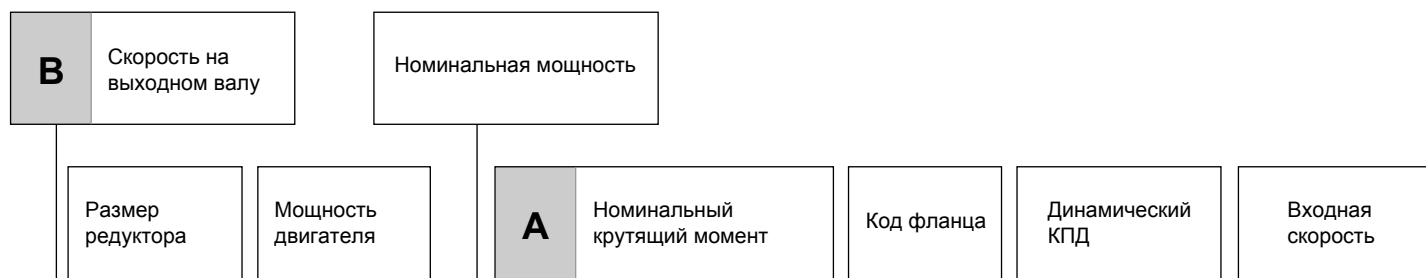 B
Скорость на
выходном валу
Номинальная мощность
Размер
редуктора
Мощность
двигателя
A
Номинальный
крутящий момент
Код фланца
Динамический
КПД
Входная
скорость